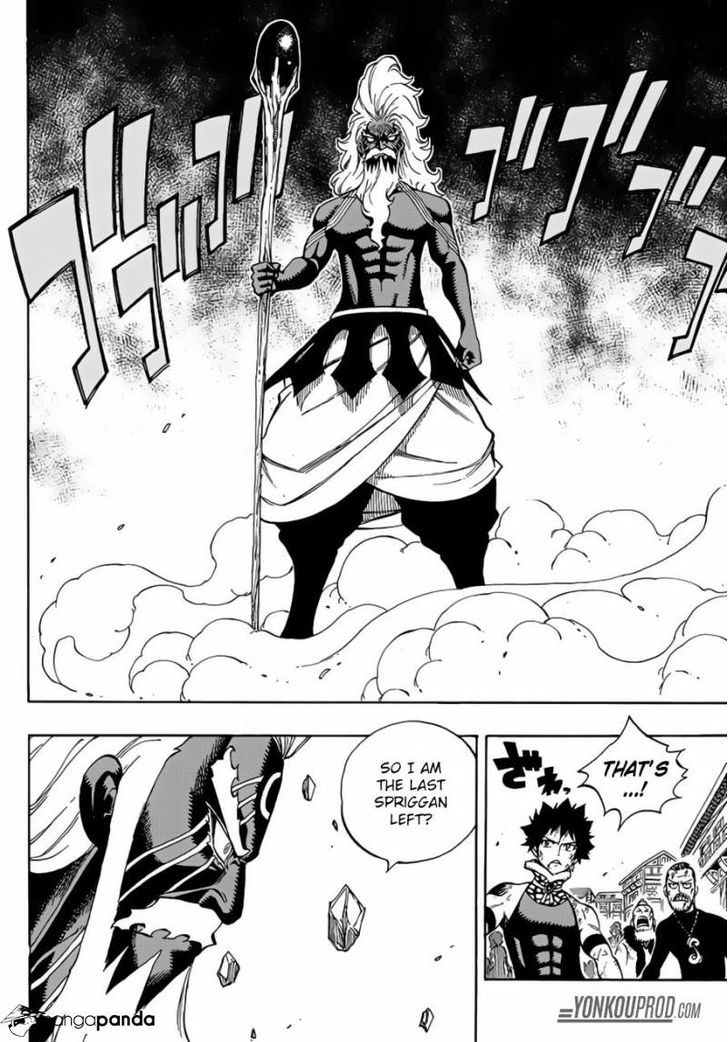 ゴゴゴ
ゴゴゴゴ
SO I AM
THE LAST
SPRIGGAN
LEFT?
ざわっ
THAT'S
...!
mangapanda
=YONKOUPROD.COM